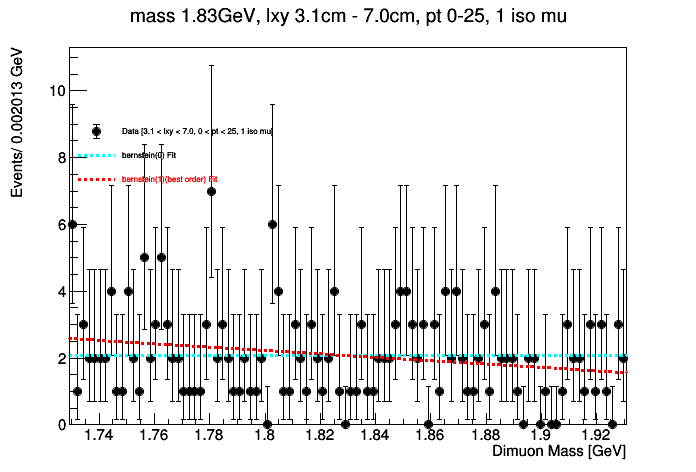 mass 1.83GeV, lxy 3.1cm - 7.0cm, pt 0-25, 1 iso mu
Events/ 0.002013 GeV
10
8
6
4
2
0
Data [3.1 < lxy < 7.0, 0 < pt < 25, 1 iso mu]
bernstein(0) Fit
bernstein(1)(best order) Fit
1.74 1.76 1.78 1.8 1.82 1.84 1.86 1.88 1.9 1.92
Dimuon Mass [GeV]